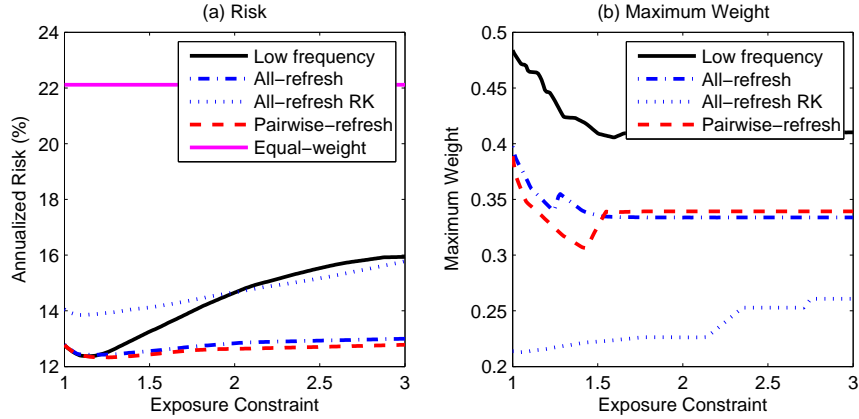 (a) Risk
Annualized Risk (%)
24
22
20
18
16
14
12
1
1.5
2
2.5
3
Exposure Constraint
Low frequency
All−refresh
All−refresh RK
Pairwise−refresh
Equal−weight
(b) Maximum Weight
Maximum Weight
0.5
0.45
0.4
0.35
0.3
0.25
0.2
1
1.5
2
2.5
3
Exposure Constraint
Low frequency
All−refresh
All−refresh RK
Pairwise−refresh